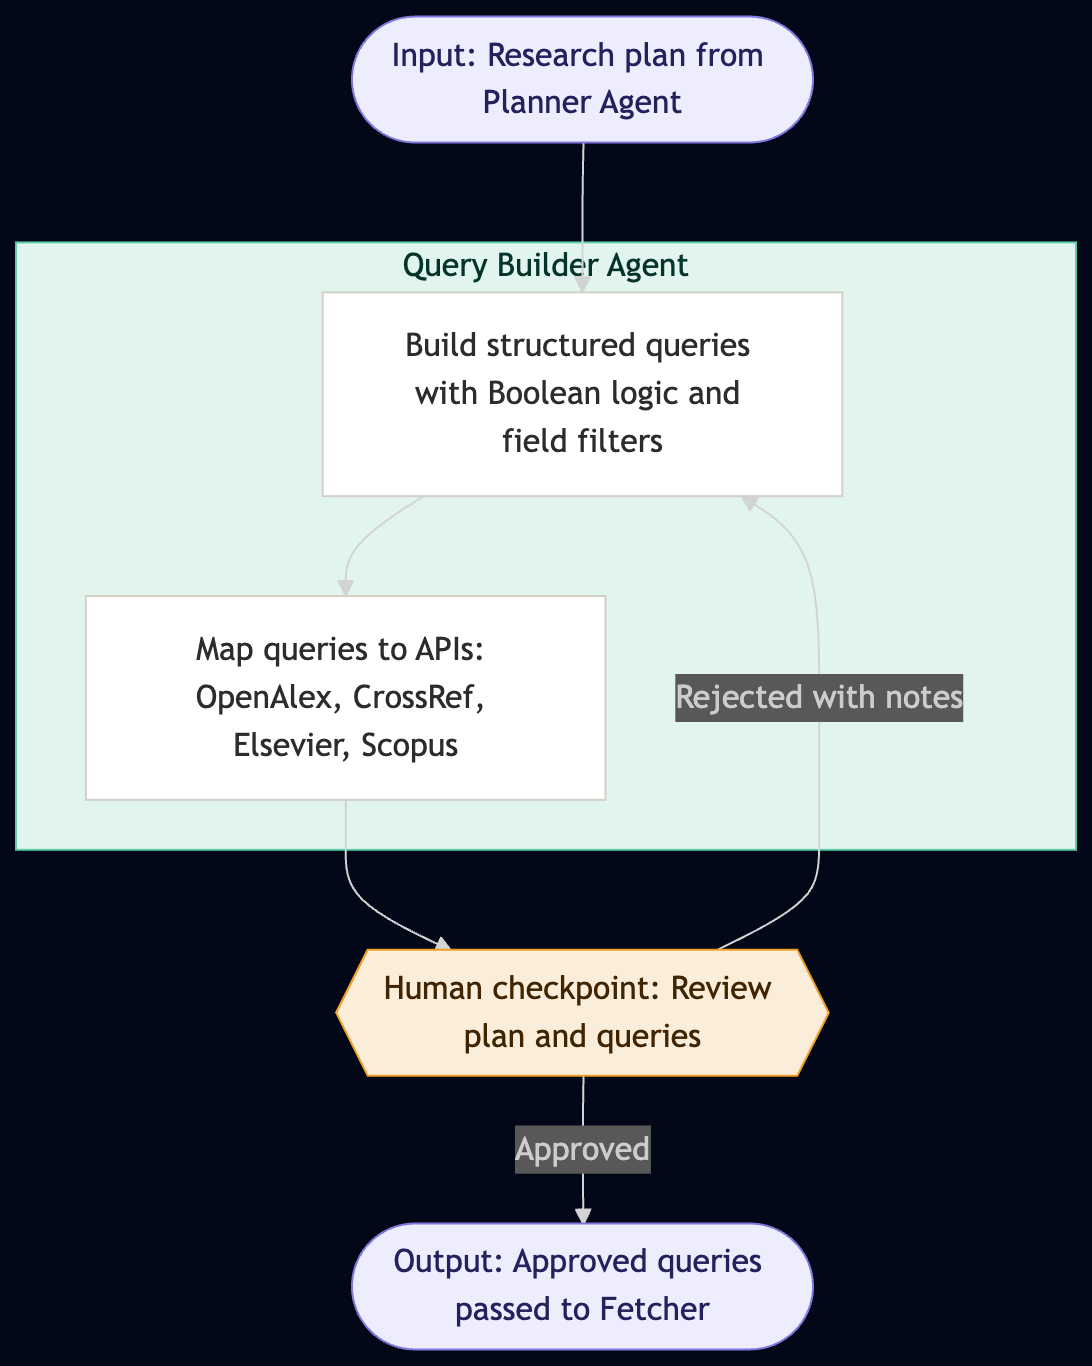 Input: Research plan from
Planner Agent
Query Builder Agent
Build structured queries
with Boolean logic and
field filters
Map queries to APIs:
OpenAlex, CrossRef,
Elsevier, Scopus
Rejected with notes
Human checkpoint: Review
plan and queries
Approved
Output: Approved queries
passed to Fetcher